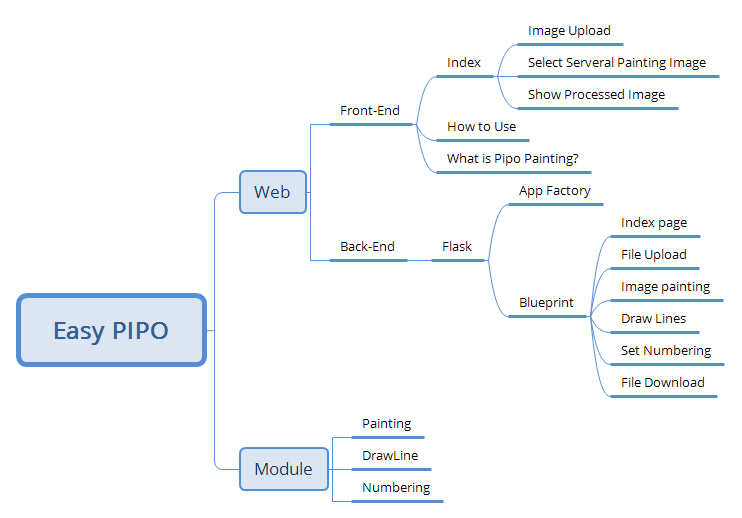 Easy PIPO
Web
Front-End
Index
Image Upload
Select Serveral Painting Image
Show Processed Image
How to Use
What is Pipo Painting?
Back-End
Flask
App Factory
Blueprint
Index page
File Upload
Image painting
Draw Lines
Set Numbering
File Download
Module
Painting
DrawLine
Numbering